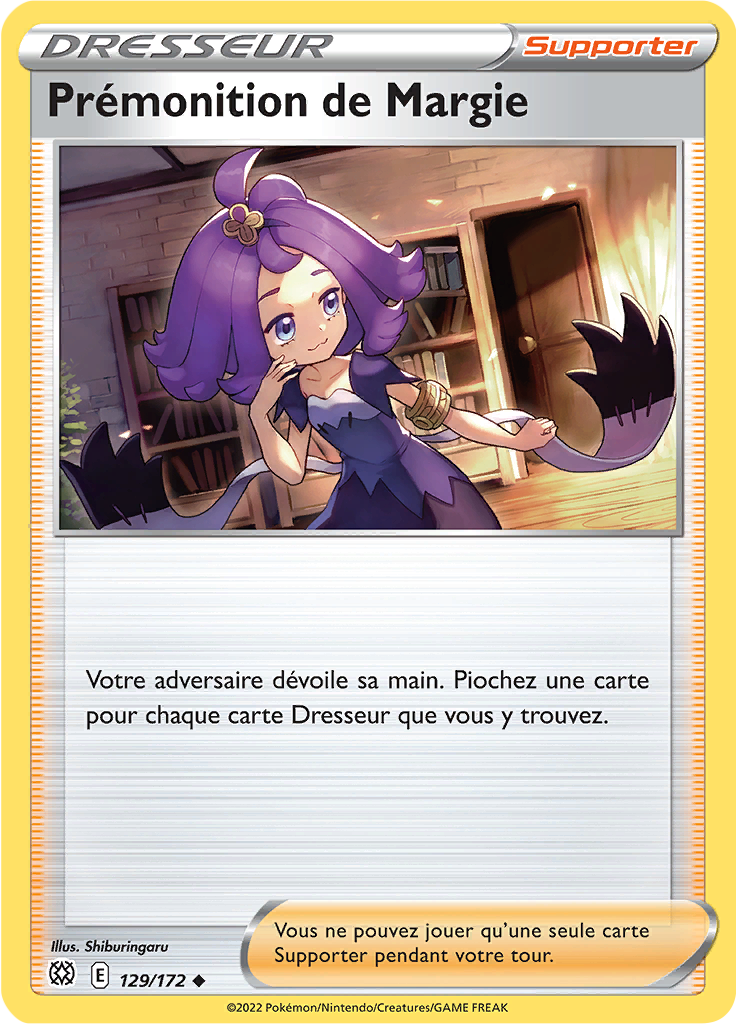 DRESSEUR Supporter
Prémonition de Margie
Votre adversaire dévoile sa main. Piochez une carte
pour chaque carte Dresseur que vous y trouvez.
Illus. Shiburingaru
Vous ne pouvez jouer qu'une seule carte
Supporter pendant votre tour.
E 129/172
©2022 Pokémon/Nintendo/Creatures/GAME FREAK